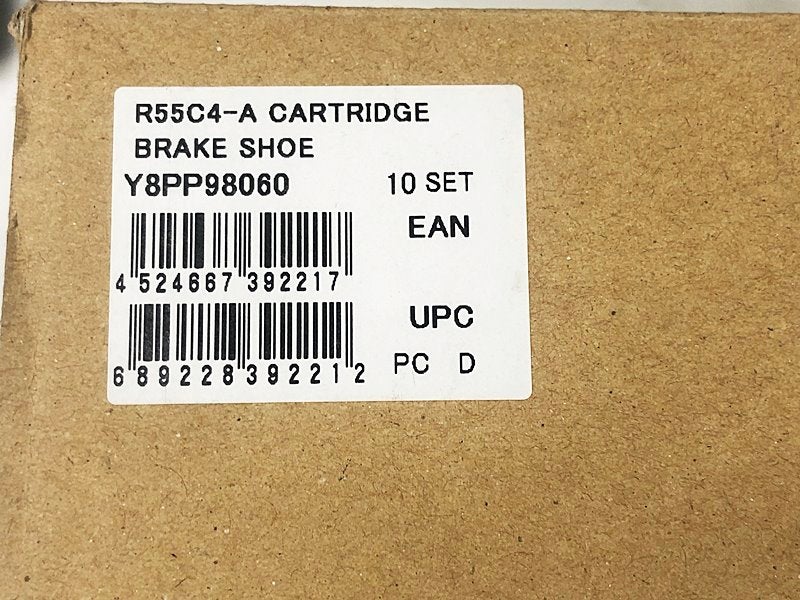 R55C4-A CARTRIDGE
BRAKE SHOE
Y8PP98060 10 SET
EAN
4 524667 392217
UPC
6 89228 39221 2
PC D